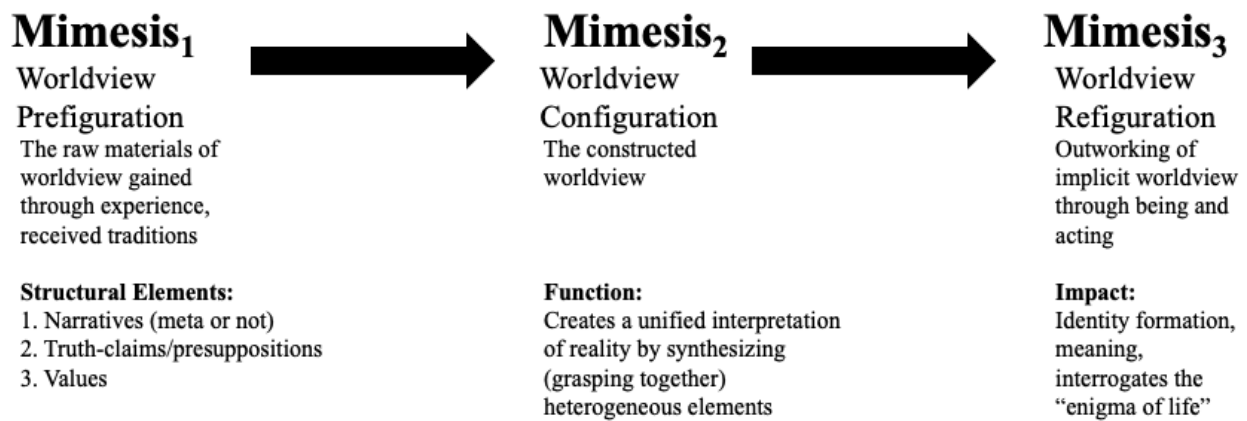 Mimesis₁
Worldview
Prefiguration
The raw materials of
worldview gained
through experience,
received traditions
Structural Elements:
1. Narratives (meta or not)
2. Truth-claims/presuppositions
3. Values
Mimesis₂
Worldview
Configuration
The constructed
worldview
Function:
Creates a unified interpretation
of reality by synthesizing
(grasping together)
heterogeneous elements
Mimesis₃
Worldview
Refiguration
Outworking of
implicit worldview
through being and
acting
Impact:
Identity formation,
meaning,
interrogates the
“enigma of life”